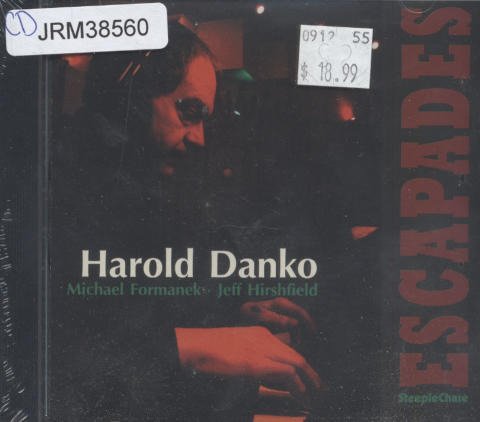 CD JRM38560
0912 55
$ 18.99
ESCAPADES
Harold Danko
Michael Formanek Jeff Hirshfield
SteepleChase